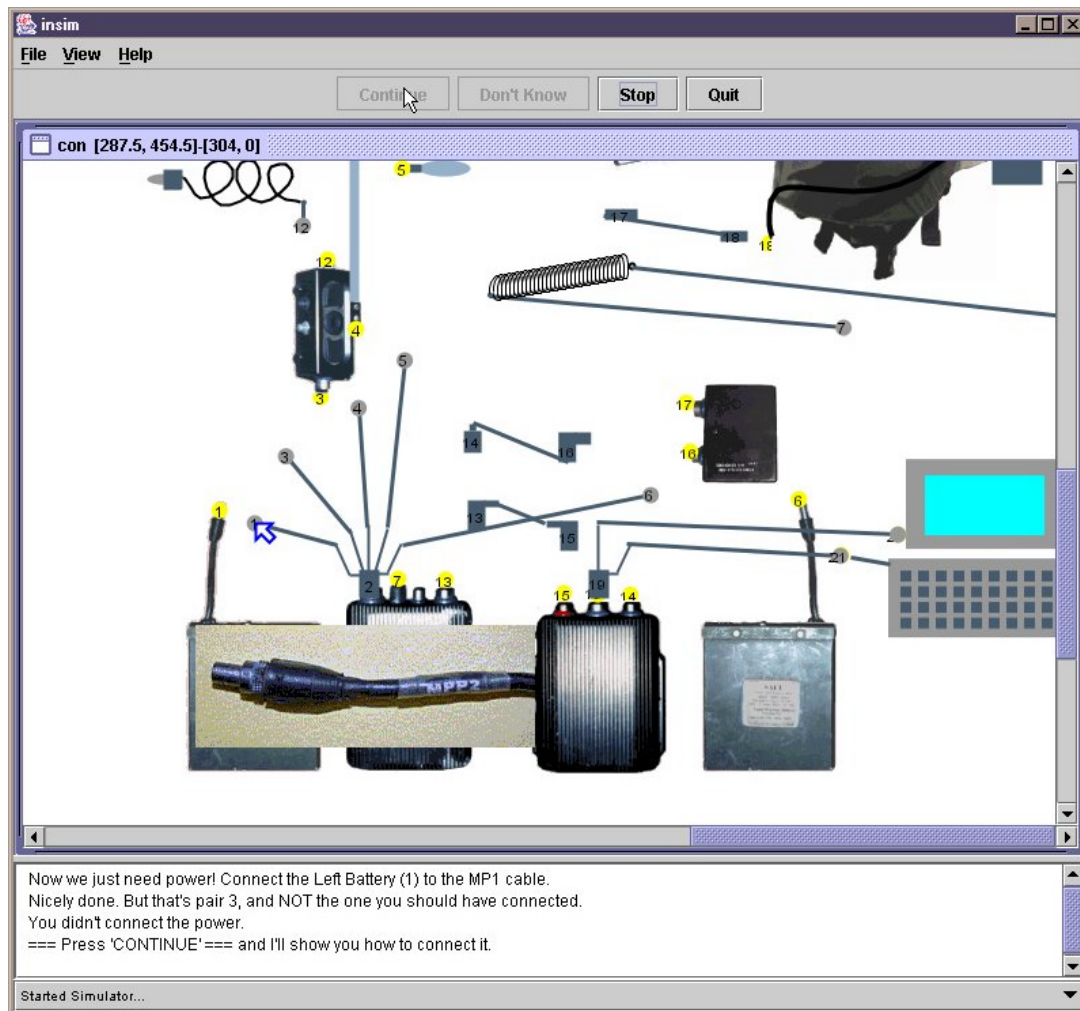 insim
File View Help
Continue Don't Know Stop Quit
con [287.5, 454.5]-[304, 0]
5
12
17
18
18
12
4
7
3
5
4
17
14
16
16
3
6
1
1
13
6
15
21
2
7
13
19
15
14
MPP2
Now we just need power! Connect the Left Battery (1) to the MP1 cable.
Nicely done. But that's pair 3, and NOT the one you should have connected.
You didn't connect the power.
=== Press 'CONTINUE' === and I'll show you how to connect it.
Started Simulator...